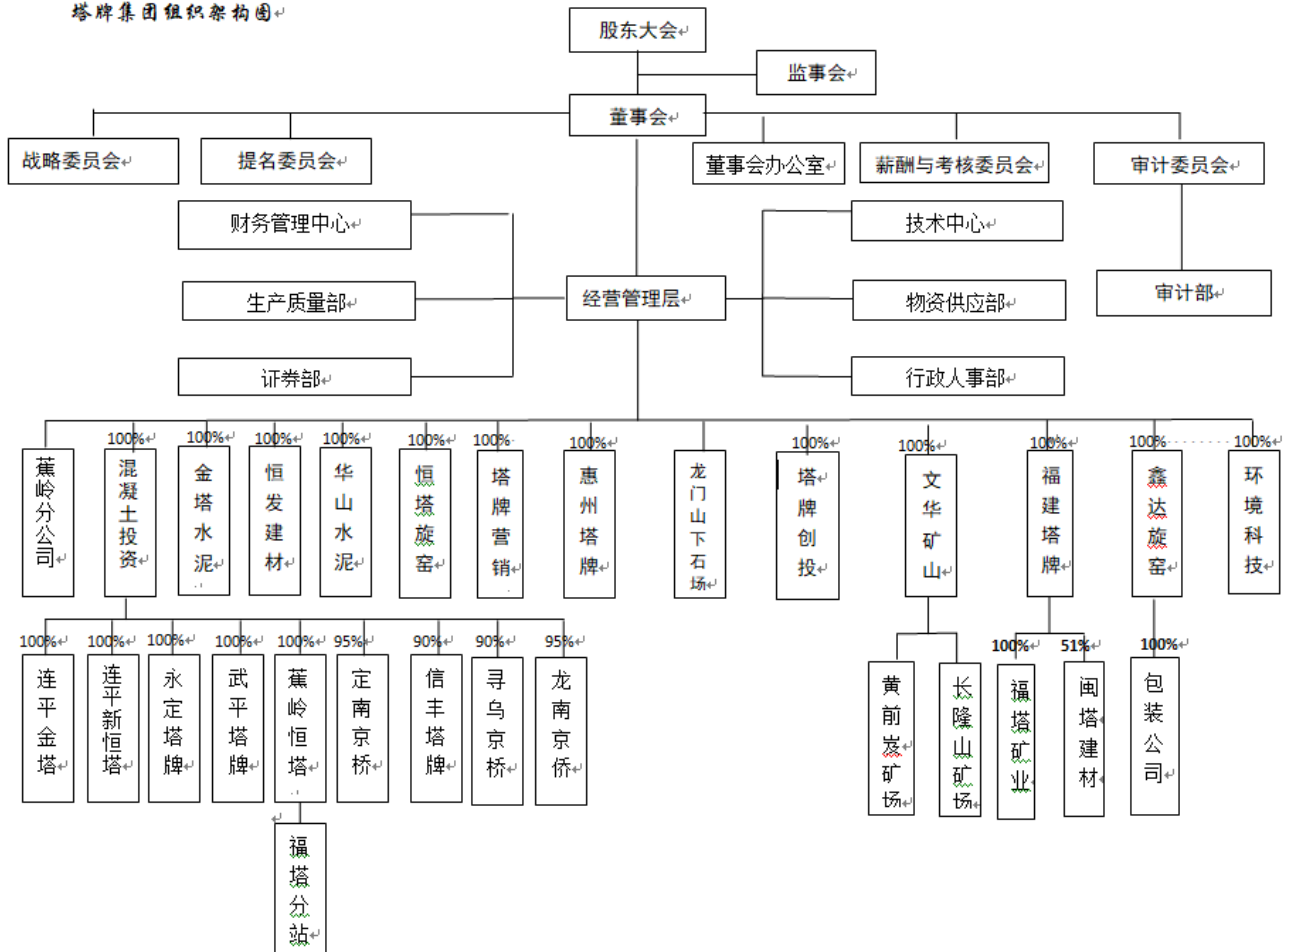 塔牌集团组织架构图
股东大会
监事会
董事会
战略委员会
提名委员会
董事会办公室
薪酬与考核委员会
审计委员会
财务管理中心
技术中心
生产质量部
经营管理层
物资供应部
审计部
证券部
行政人事部
蕉岭分公司
100%
混凝土投资
100%
金塔水泥
100%
恒发建材
100%
华山水泥
100%
恒塔旋窑
100%
塔牌营销
100%
惠州塔牌
龙门山下石场
100%
塔牌创投
100%
文华矿山
100%
福建塔牌
100%
鑫达旋窑
100%
环境科技
100%
连平金塔
100%
连平新恒塔
100%
永定塔牌
100%
武平塔牌
100%
蕉岭恒塔
95%
定南京桥
90%
信丰塔牌
90%
寻乌京桥
95%
龙南京侨
黄前岌矿场
长隆山矿场
100%
福塔矿业
51%
闽塔建材
100%
包装公司
福塔分站